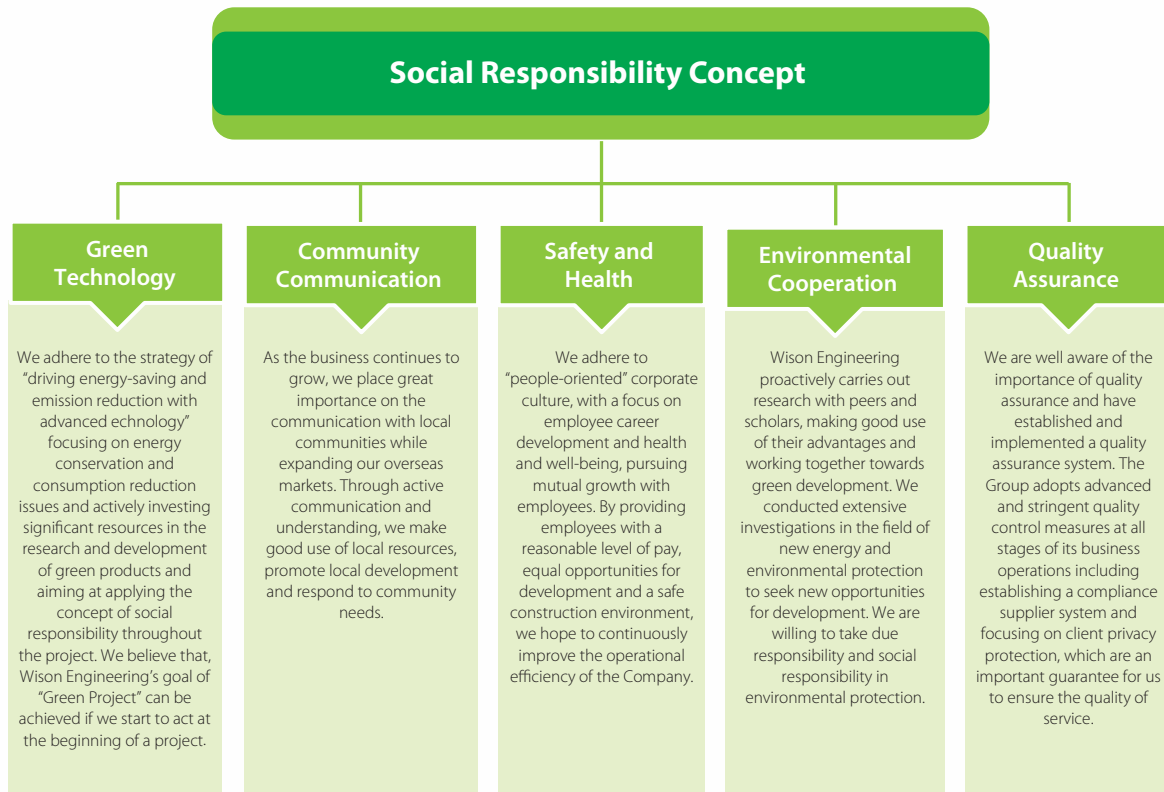 Social Responsibility Concept
Green
Technology
We adhere to the strategy of
“driving energy-saving and
emission reduction with
advanced echnology”
focusing on energy
conservation and
consumption reduction
issues and actively investing
significant resources in the
research and development
of green products and
aiming at applying the
concept of social
responsibility throughout
the project. We believe that,
Wison Engineering’s goal of
“Green Project” can be
achieved if we start to act at
the beginning of a project.
Community
Communication
As the business continues to
grow, we place great
importance on the
communication with local
communities while
expanding our overseas
markets. Through active
communication and
understanding, we make
good use of local resources,
promote local development
and respond to community
needs.
Safety and
Health
We adhere to
“people-oriented” corporate
culture, with a focus on
employee career
development and health
and well-being, pursuing
mutual growth with
employees. By providing
employees with a
reasonable level of pay,
equal opportunities for
development and a safe
construction environment,
we hope to continuously
improve the operational
efficiency of the Company.
Environmental
Cooperation
Wison Engineering
proactively carries out
research with peers and
scholars, making good use
of their advantages and
working together towards
green development. We
conducted extensive
investigations in the field of
new energy and
environmental protection
to seek new opportunities
for development. We are
willing to take due
responsibility and social
responsibility in
environmental protection.
Quality
Assurance
We are well aware of the
importance of quality
assurance and have
established and
implemented a quality
assurance system. The
Group adopts advanced
and stringent quality
control measures at all
stages of its business
operations including
establishing a compliance
supplier system and
focusing on client privacy
protection, which are an
important guarantee for us
to ensure the quality of
service.